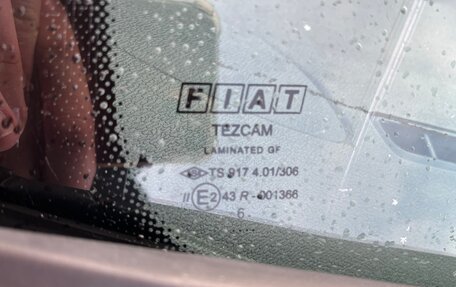 FIAT
TEZCAM
LAMINATED GF
TS 917 4.01/306
II E2 43 R-001366
6